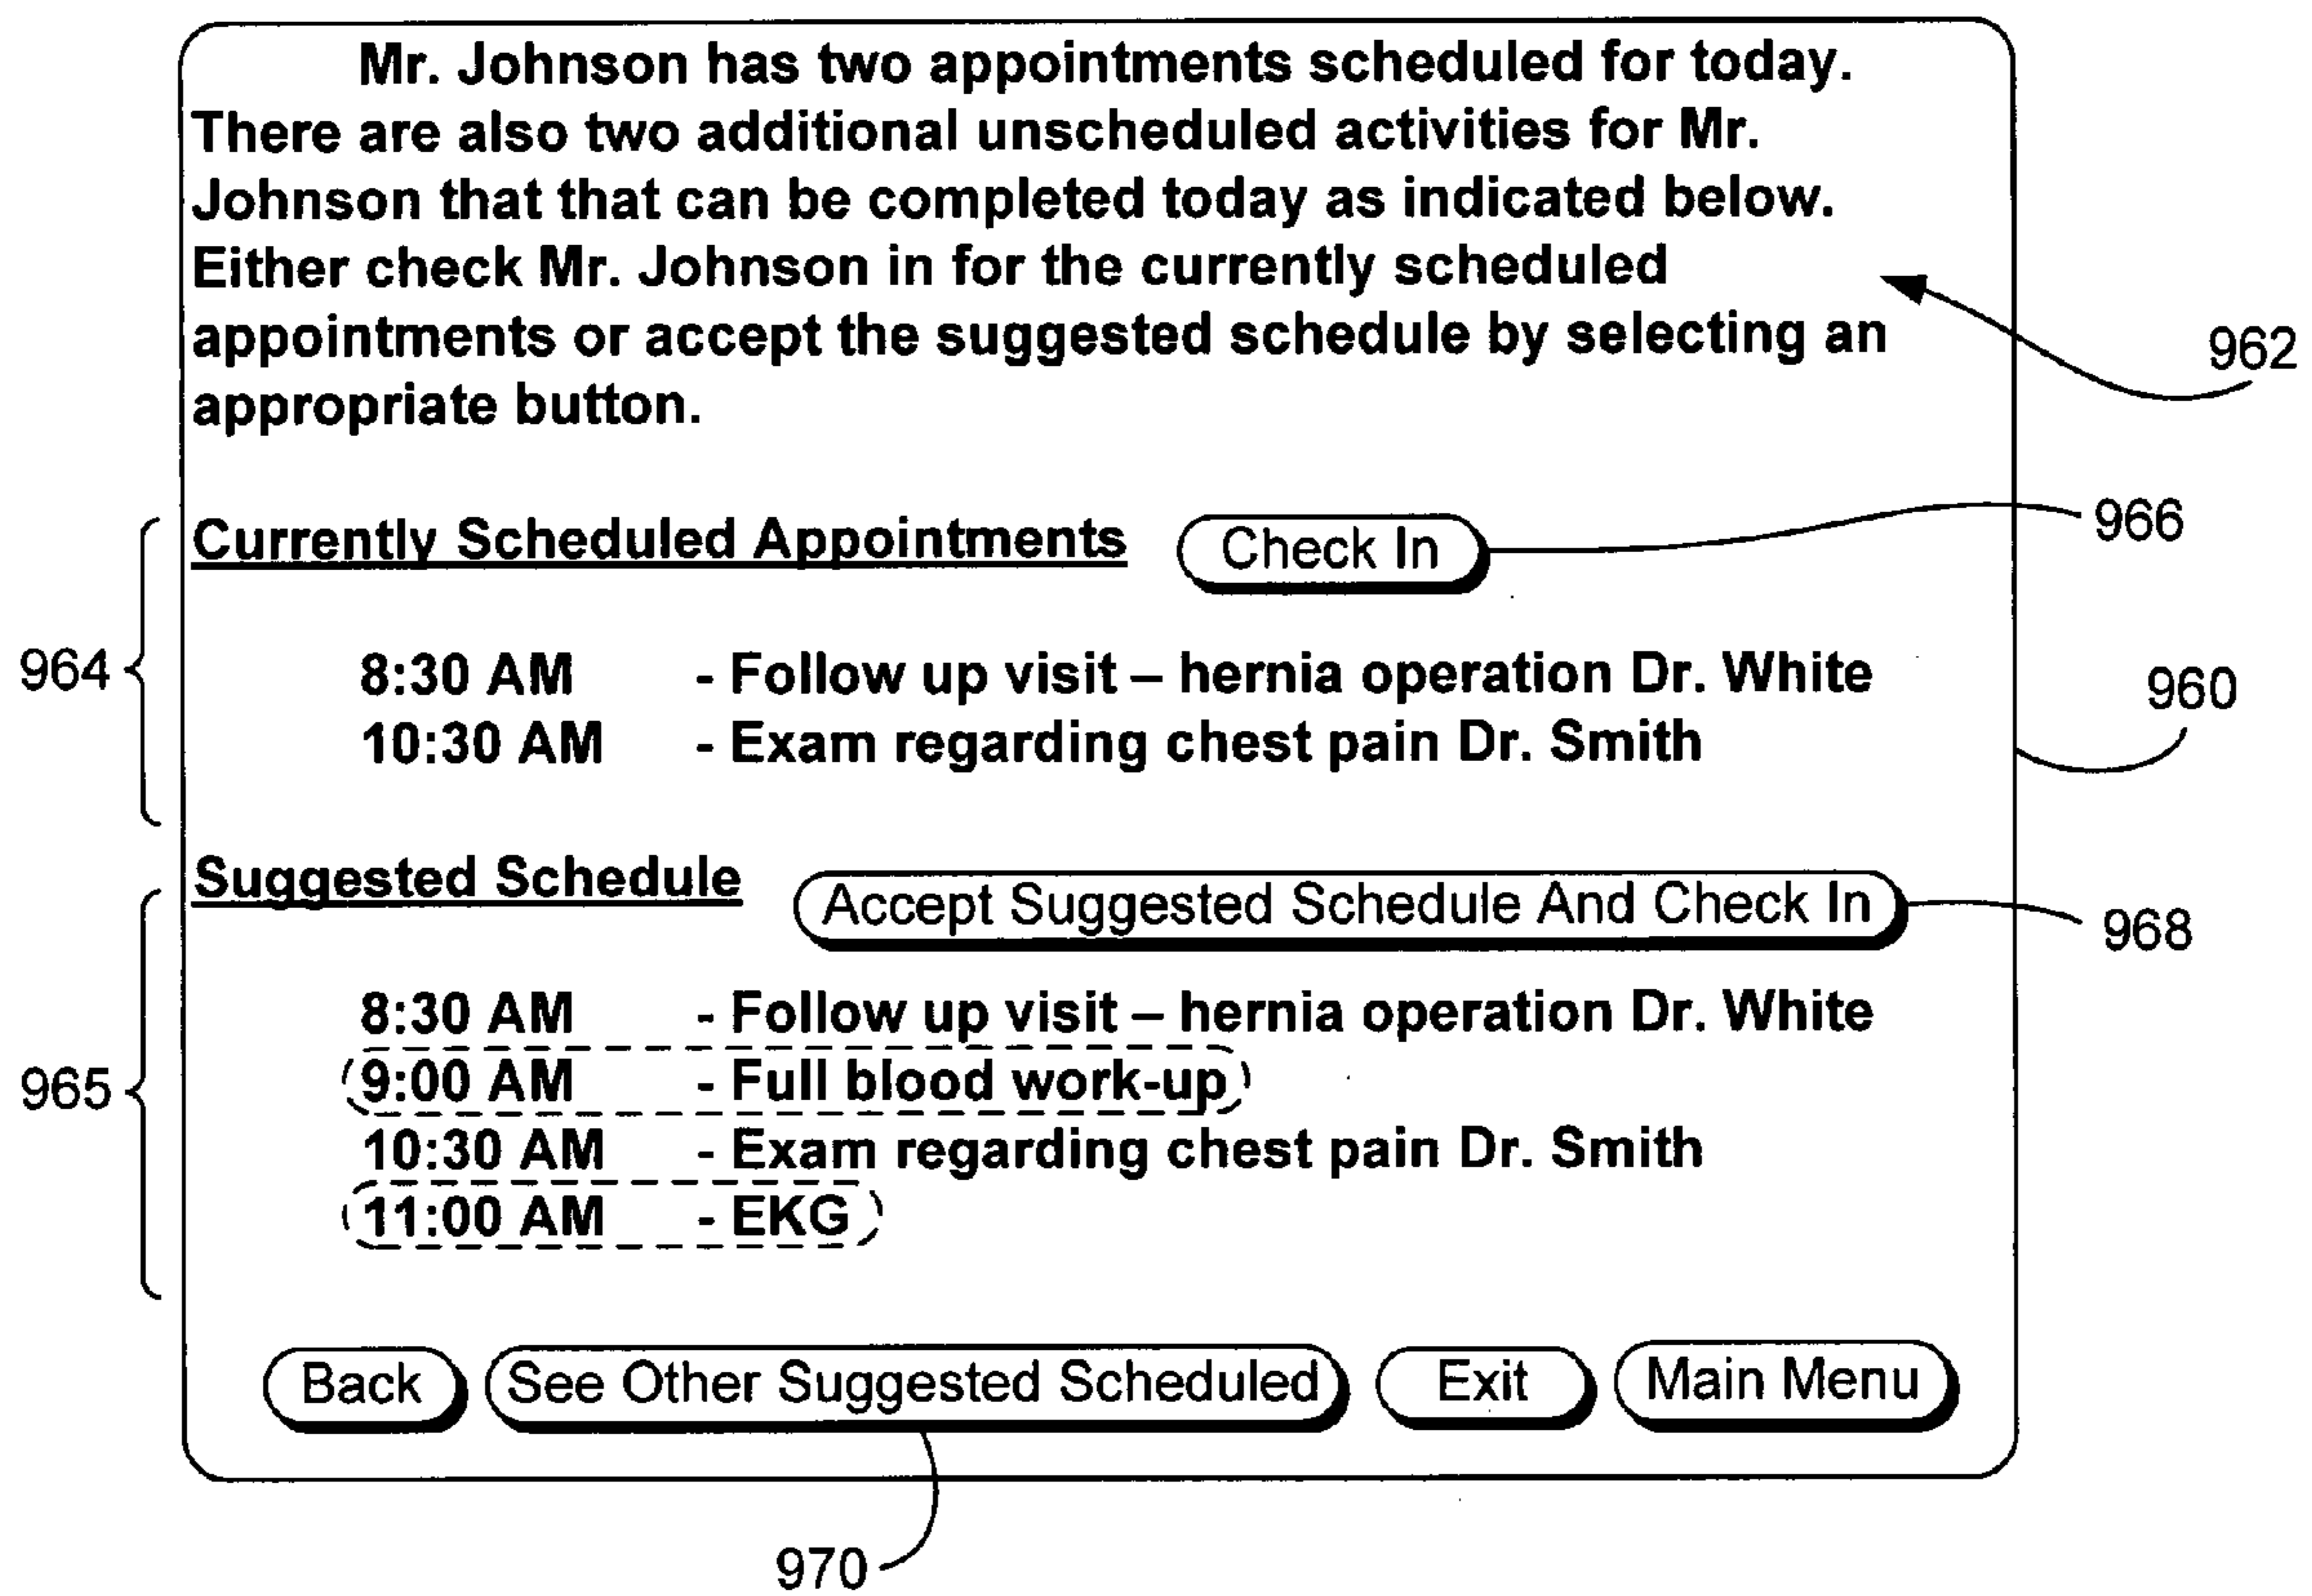 Mr. Johnson has two appointments scheduled for today.
There are also two additional unscheduled activities for Mr.
Johnson that that can be completed today as indicated below.
Either check Mr. Johnson in for the currently scheduled
appointments or accept the suggested schedule by selecting an
appropriate button.
962
Currently Scheduled Appointments Check In
966
964
8:30 AM - Follow up visit – hernia operation Dr. White
10:30 AM - Exam regarding chest pain Dr. Smith
960
Suggested Schedule Accept Suggested Schedule And Check In
968
965
8:30 AM - Follow up visit – hernia operation Dr. White
9:00 AM - Full blood work-up
10:30 AM - Exam regarding chest pain Dr. Smith
11:00 AM - EKG
Back See Other Suggested Scheduled Exit Main Menu
970